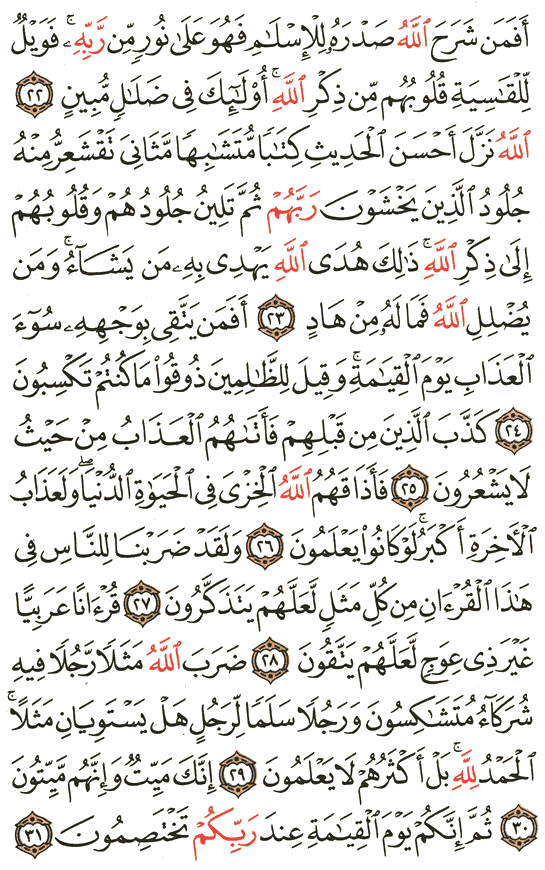 أَفَمَن شَرَحَ ٱللَّهُ صَدْرَهُۥ لِلْإِسْلَٰمِ فَهُوَ عَلَىٰ نُورٍ مِّن رَّبِّهِۦۚ فَوَيْلٌ
لِّلْقَٰسِيَةِ قُلُوبُهُم مِّن ذِكْرِ ٱللَّهِۚ أُوْلَٰٓئِكَ فِى ضَلَٰلٍ مُّبِينٍ ٢٢
ٱللَّهُ نَزَّلَ أَحْسَنَ ٱلْحَدِيثِ كِتَٰبًا مُّتَشَٰبِهًا مَّثَانِىَ تَقْشَعِرُّ مِنْهُ
جُلُودُ ٱلَّذِينَ يَخْشَوْنَ رَبَّهُمْ ثُمَّ تَلِينُ جُلُودُهُمْ وَقُلُوبُهُمْ
إِلَىٰ ذِكْرِ ٱللَّهِۚ ذَٰلِكَ هُدَى ٱللَّهِ يَهْدِى بِهِۦ مَن يَشَآءُۚ وَمَن
يُضْلِلِ ٱللَّهُ فَمَا لَهُۥ مِنْ هَادٍ ٢٣ أَفَمَن يَتَّقِى بِوَجْهِهِۦ سُوٓءَ
ٱلْعَذَابِ يَوْمَ ٱلْقِيَٰمَةِۚ وَقِيلَ لِلظَّٰلِمِينَ ذُوقُواْ مَا كُنتُمْ تَكْسِبُونَ
٢٤ كَذَّبَ ٱلَّذِينَ مِن قَبْلِهِمْ فَأَتَىٰهُمُ ٱلْعَذَابُ مِنْ حَيْثُ
لَا يَشْعُرُونَ ٢٥ فَأَذَاقَهُمُ ٱللَّهُ ٱلْخِزْىَ فِى ٱلْحَيَوٰةِ ٱلدُّنْيَاۖ وَلَعَذَابُ
ٱلْءَاخِرَةِ أَكْبَرُۚ لَوْ كَانُواْ يَعْلَمُونَ ٢٦ وَلَقَدْ ضَرَبْنَا لِلنَّاسِ فِى
هَٰذَا ٱلْقُرْءَانِ مِن كُلِّ مَثَلٍ لَّعَلَّهُمْ يَتَذَكَّرُونَ ٢٧ قُرْءَانًا عَرَبِيًّا
غَيْرَ ذِى عِوَجٍ لَّعَلَّهُمْ يَتَّقُونَ ٢٨ ضَرَبَ ٱللَّهُ مَثَلًا رَّجُلًا فِيهِ
شُرَكَآءُ مُتَشَٰكِسُونَ وَرَجُلًا سَلَمًا لِّرَجُلٍ هَلْ يَسْتَوِيَانِ مَثَلًاۚ
ٱلْحَمْدُ لِلَّهِۚ بَلْ أَكْثَرُهُمْ لَا يَعْلَمُونَ ٢٩ إِنَّكَ مَيِّتٌ وَإِنَّهُم مَّيِّتُونَ
٣٠ ثُمَّ إِنَّكُمْ يَوْمَ ٱلْقِيَٰمَةِ عِندَ رَبِّكُمْ تَخْتَصِمُونَ ٣١